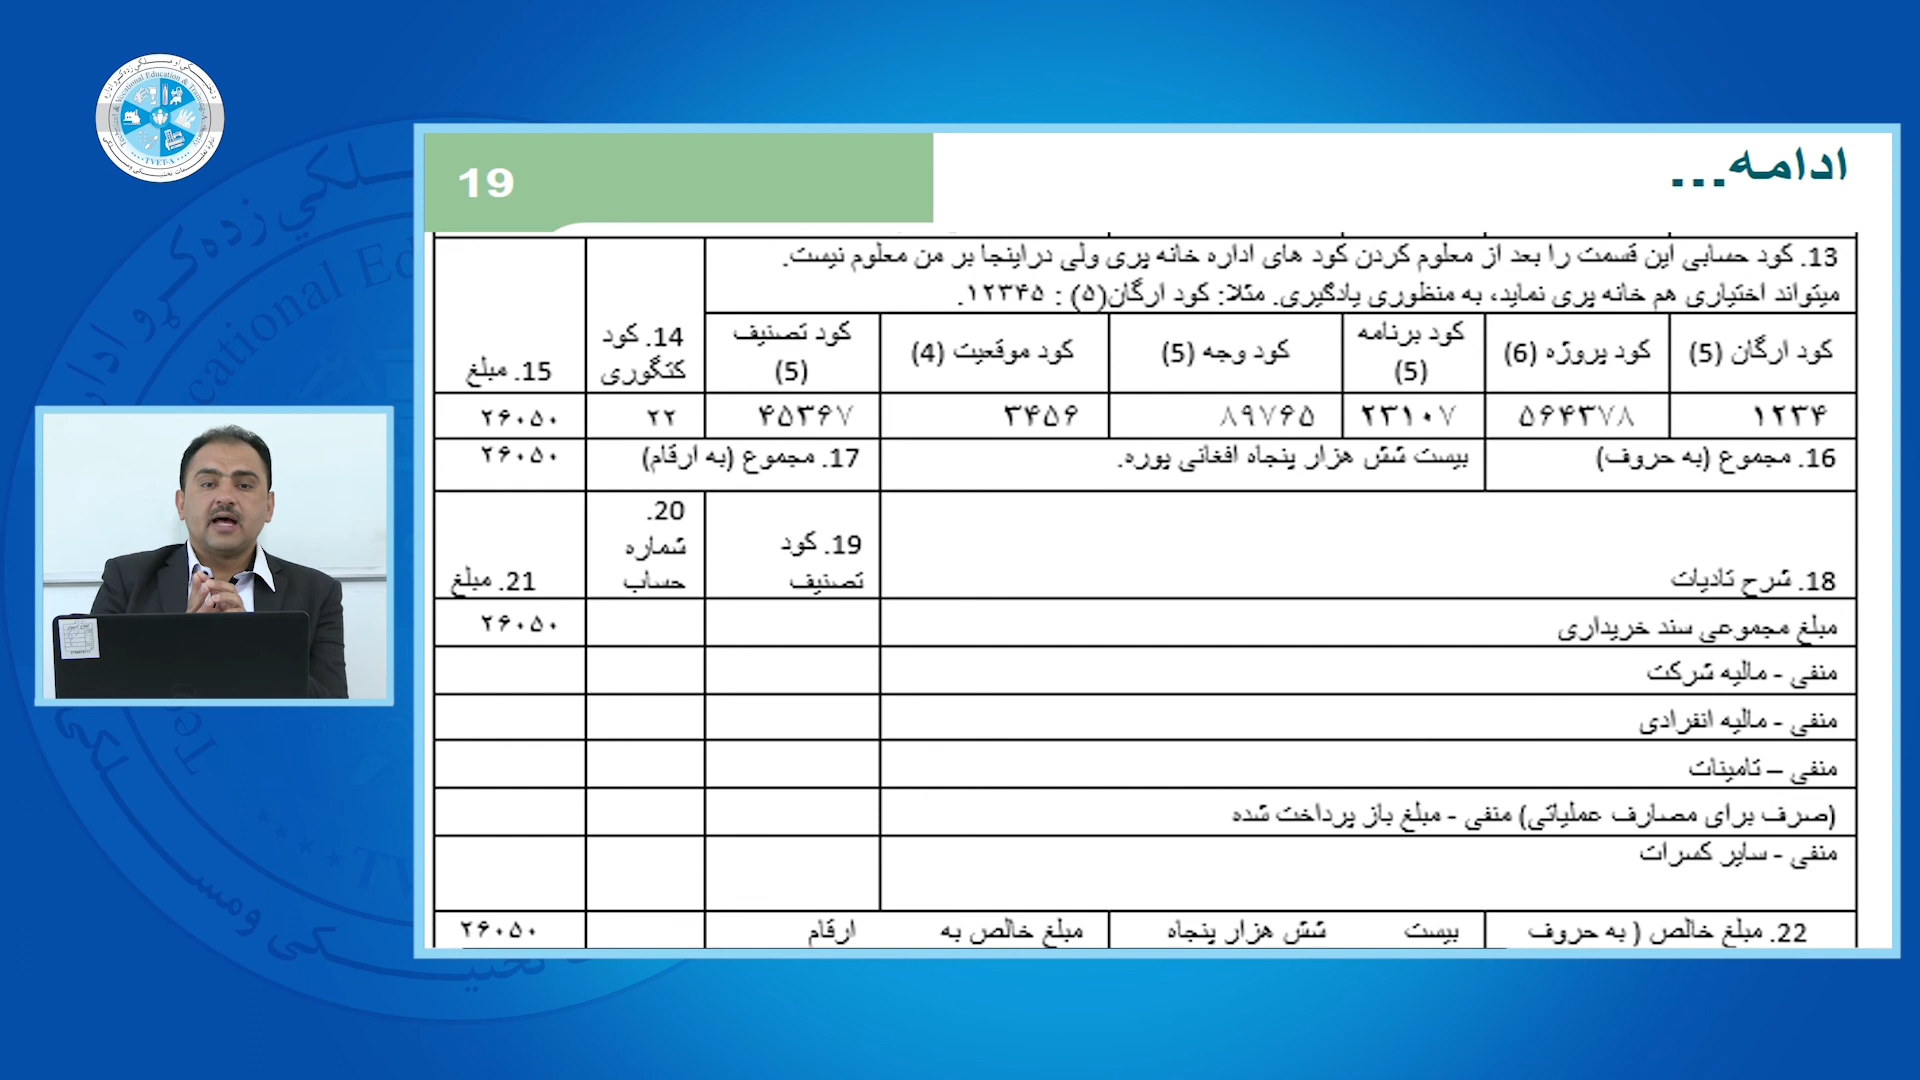 Technical & Vocational Education & Training Authority
TVET-A
ادامه...
19
13. کود حسابی این قسمت را بعد از معلوم کردن کود های اداره خانه پری ولی دراینجا بر من معلوم نیست.
میتواند اختیاری هم خانه پری نماید، به منظوری یادگیری. مثلا: کود ارگان(۵) : ۱۲۳۴۵.
کود ارگان (5)
کود پروژه (6)
کود برنامه (5)
کود وجه (5)
کود موقعیت (4)
کود تصنیف (5)
14. کود کتگوری
15. مبلغ
۱۲۳۴
۵۶۴۳۷۸
۲۳۱۰۷
۸۹۷۶۵
۳۴۵۶
۴۵۳۶۷
۲۲
۲۶۰۵۰
16. مجموع (به حروف)
بیست شش هزار پنجاه افغانی پوره.
17. مجموع (به ارقام)
۲۶۰۵۰
18. شرح تادیات
19. کود تصنیف
20. شماره حساب
21. مبلغ
مبلغ مجموعی سند خریداری
۲۶۰۵۰
منفی - مالیه شرکت
منفی - مالیه انفرادی
منفی – تامینات
(صرف برای مصارف عملیاتی) منفی - مبلغ باز پرداخت شده
منفی - سایر کسرات
22. مبلغ خالص ( به حروف
بیست شش هزار پنجاه
مبلغ خالص به ارقام
۲۶۰۵۰